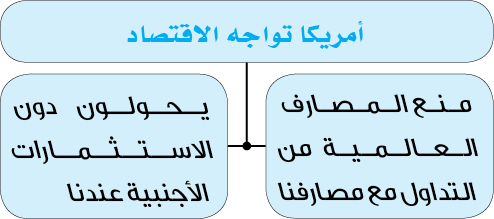 أمريكا تواجه الاقتصاد
منع المصارف
العالمية من
التداول مع مصارفنا
يحولون دون
الاستثمارات
الأجنبية عندنا